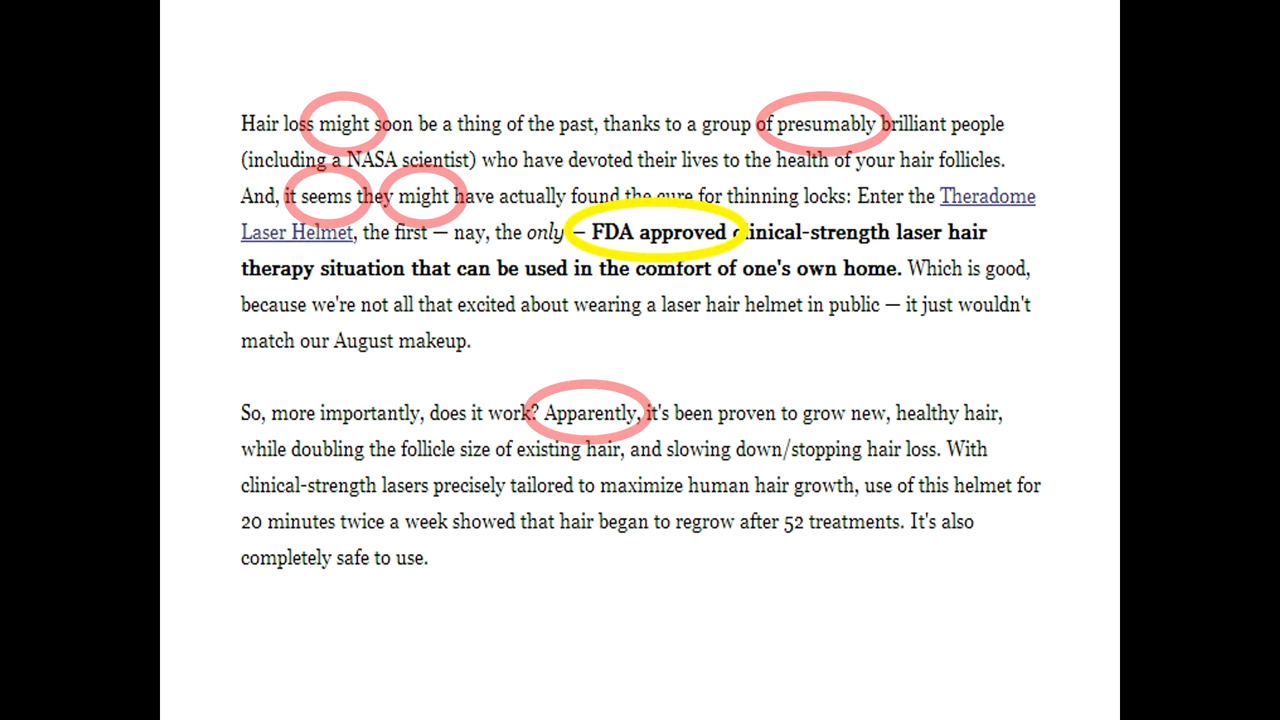 Hair loss might soon be a thing of the past, thanks to a group of presumably brilliant people
(including a NASA scientist) who have devoted their lives to the health of your hair follicles.
And, it seems they might have actually found the cure for thinning locks: Enter the Theradome
Laser Helmet, the first — nay, the only — FDA approved clinical-strength laser hair
therapy situation that can be used in the comfort of one's own home. Which is good,
because we're not all that excited about wearing a laser hair helmet in public — it just wouldn't
match our August makeup.
So, more importantly, does it work? Apparently, it's been proven to grow new, healthy hair,
while doubling the follicle size of existing hair, and slowing down/stopping hair loss. With
clinical-strength lasers precisely tailored to maximize human hair growth, use of this helmet for
20 minutes twice a week showed that hair began to regrow after 52 treatments. It's also
completely safe to use.